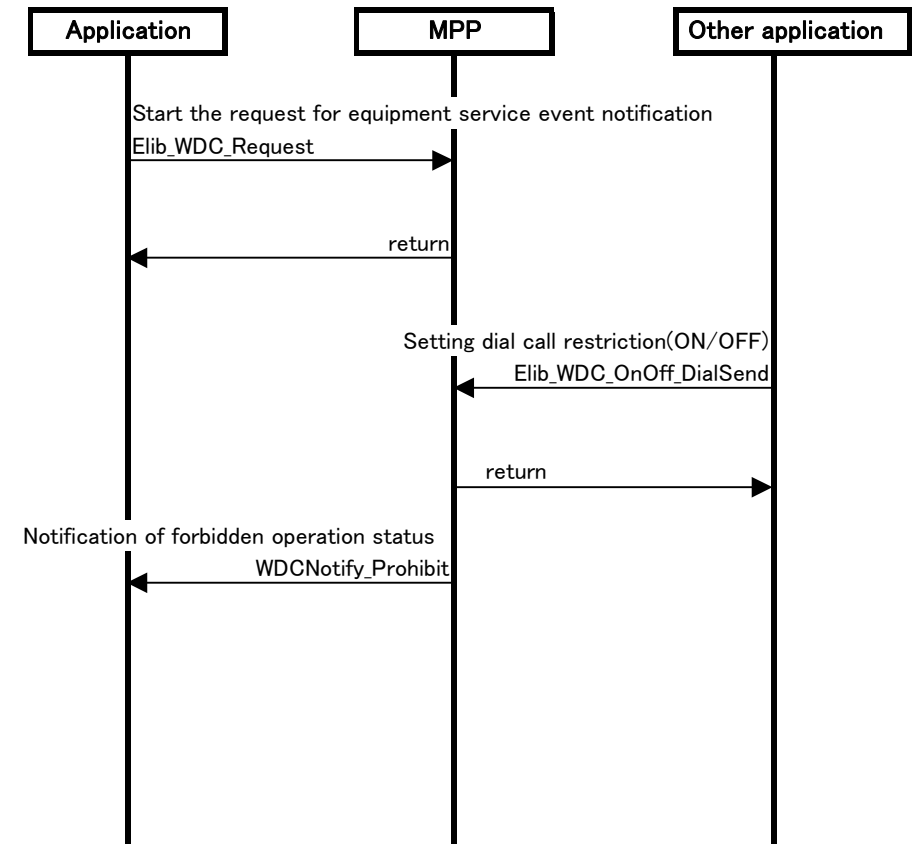 Application
MPP
Other application
Start the request for equipment service event notification
Elib_WDC_Request
return
Setting dial call restriction(ON/OFF)
Elib_WDC_OnOff_DialSend
return
Notification of forbidden operation status
WDCNotify_Prohibit